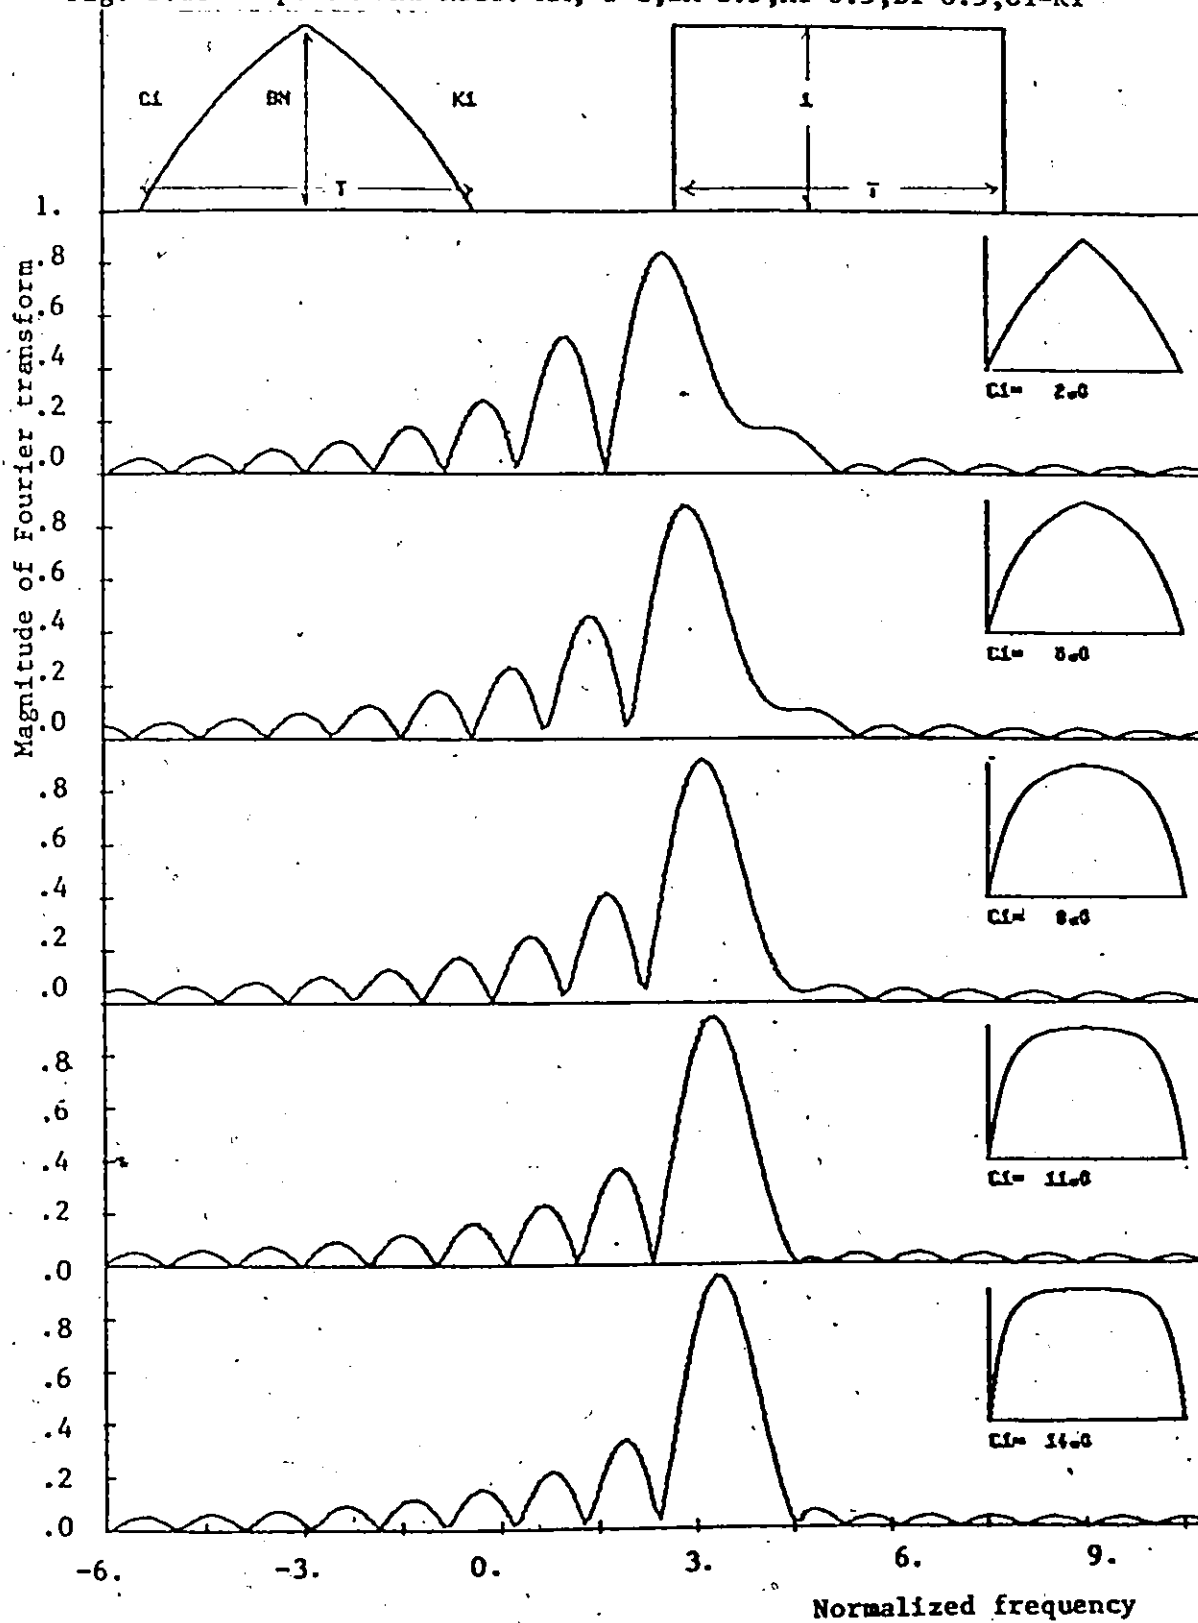 C1 BN K1 1
T T
1.
.8
.6
.4
.2
.0
C1= 2.0
.8
.6
.4
.2
.0
C1=
.8
.6
.4
.2
.0
C1= 8.0
.8
.6
.4
.2
.0
C1= 11.0
.8
.6
.4
.2
.0
C1= 14.0
Magnitude of Fourier transform
-6. -3. 0. 3. 6. 9.
Normalized frequency